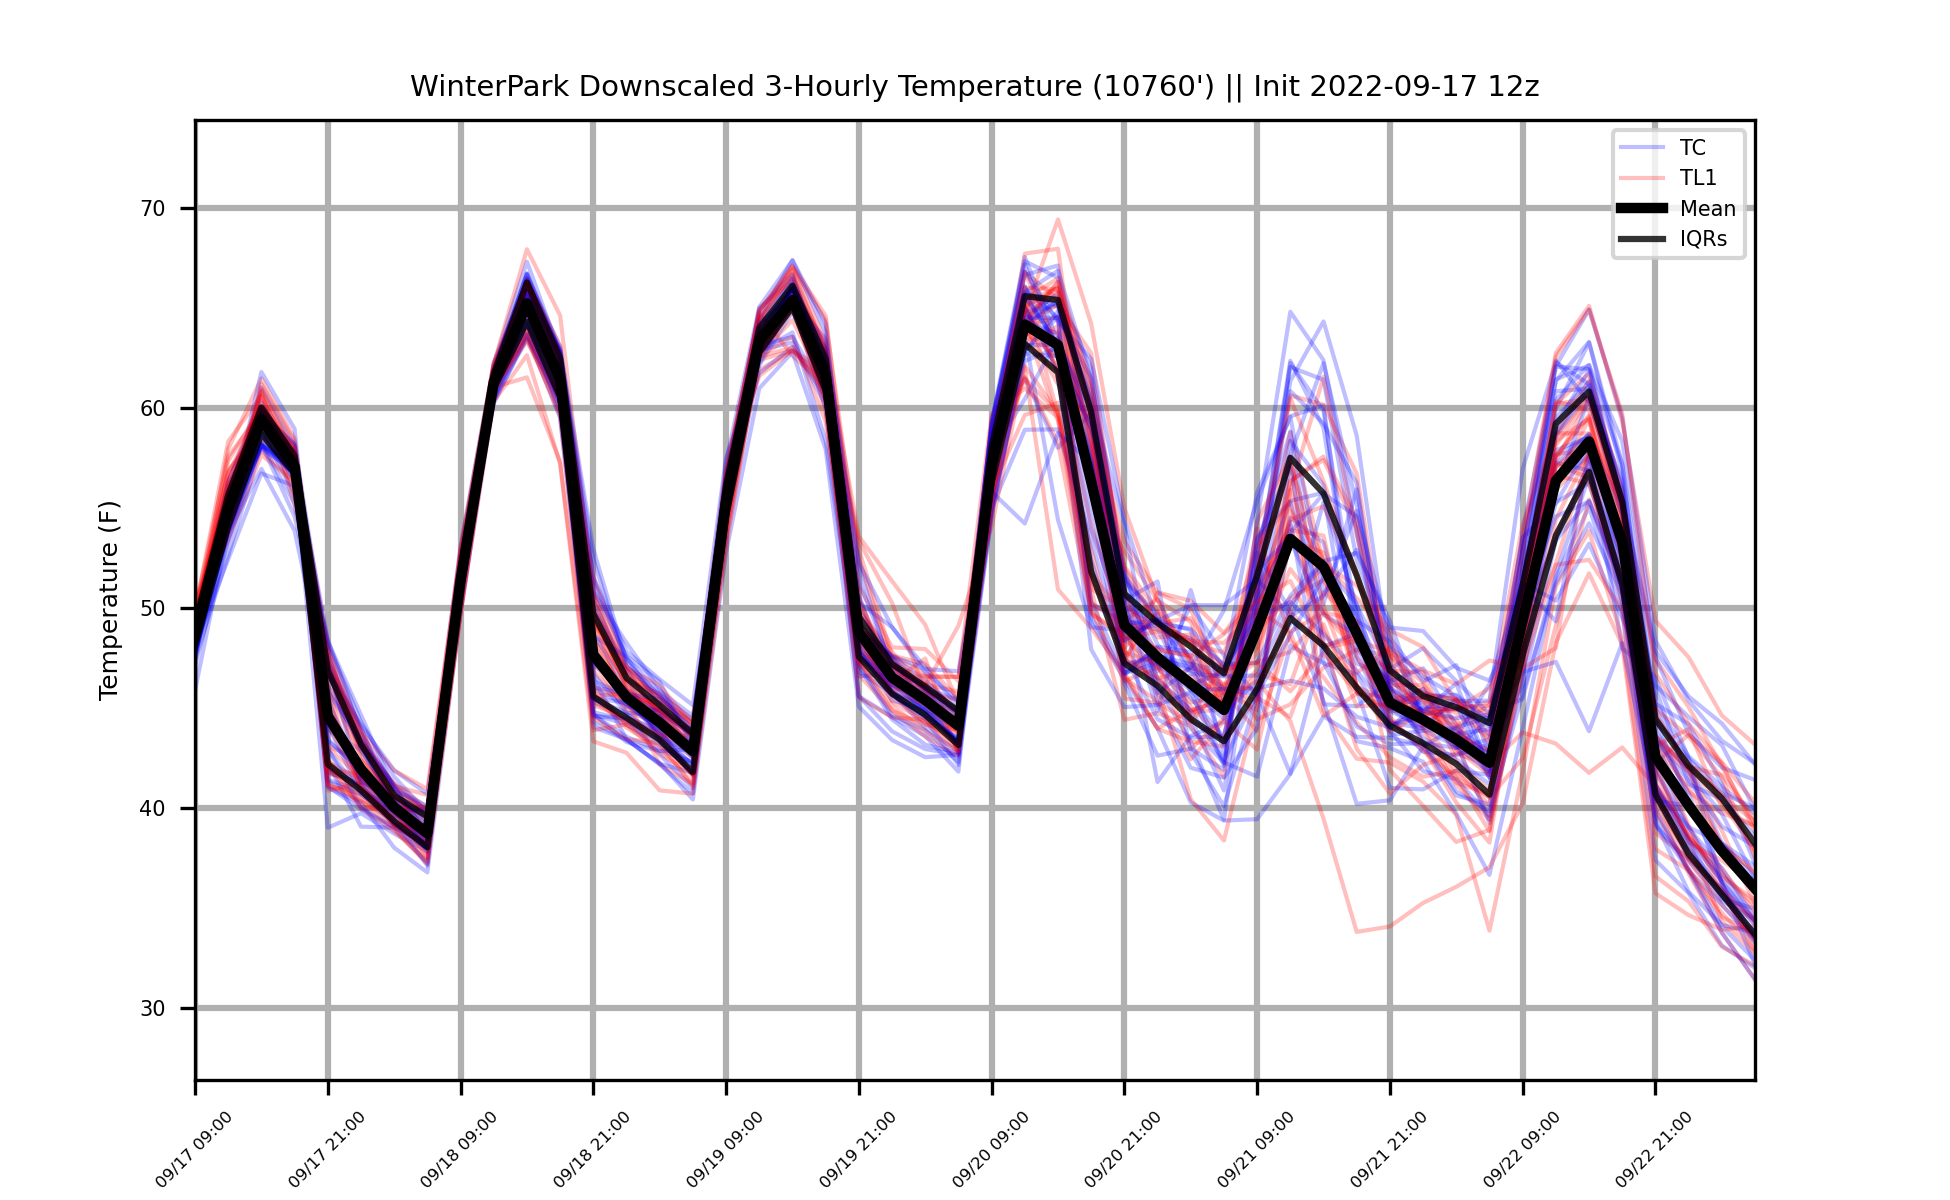 WinterPark Downscaled 3-Hourly Temperature (10760') || Init 2022-09-17 12z
TC
TL1
Mean
IQRs
Temperature (F)
70
60
50
40
30
09/17 09:00
09/17 21:00
09/18 09:00
09/18 21:00
09/19 09:00
09/19 21:00
09/20 09:00
09/20 21:00
09/21 09:00
09/21 21:00
09/22 09:00
09/22 21:00